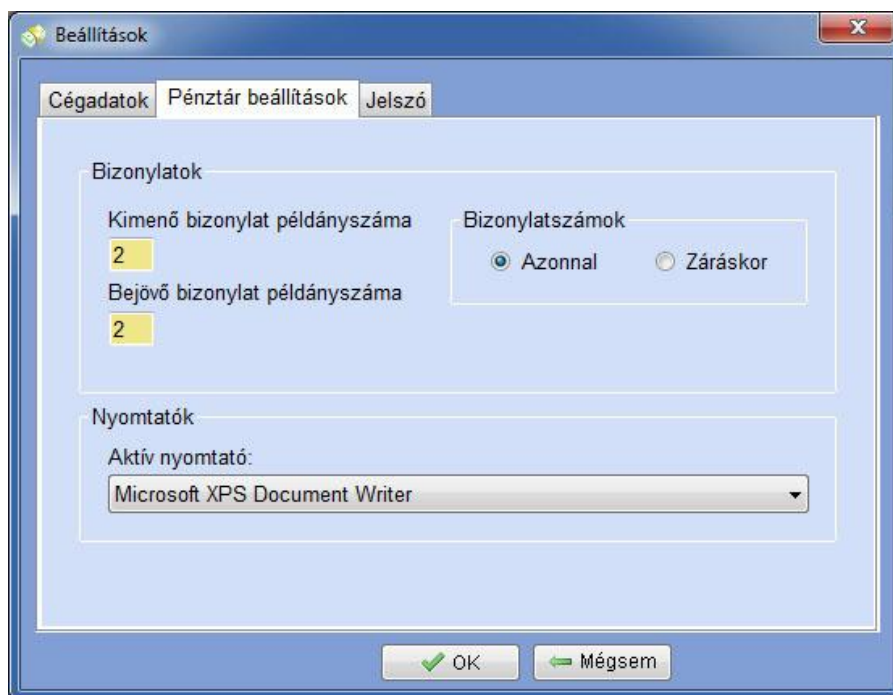 Beállítások
Cégadatok Pénztár beállítások Jelszó
Bizonylatok
Kimenő bizonylat példányszáma
2
Bejövő bizonylat példányszáma
2
Bizonylatszámok
Azonnal Záráskor
Nyomtatók
Aktív nyomtató:
Microsoft XPS Document Writer
OK Mégsem